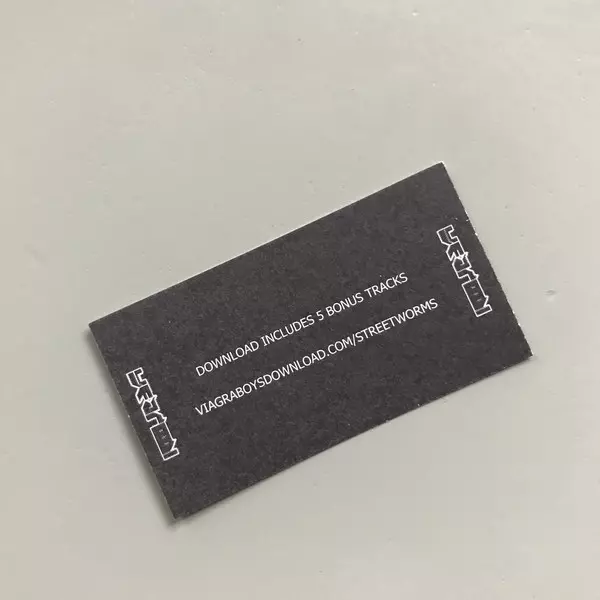 DOWNLOAD INCLUDES 5 BONUS TRACKS
VIAGRABOYSDOWNLOAD.COM/STREETWORMS